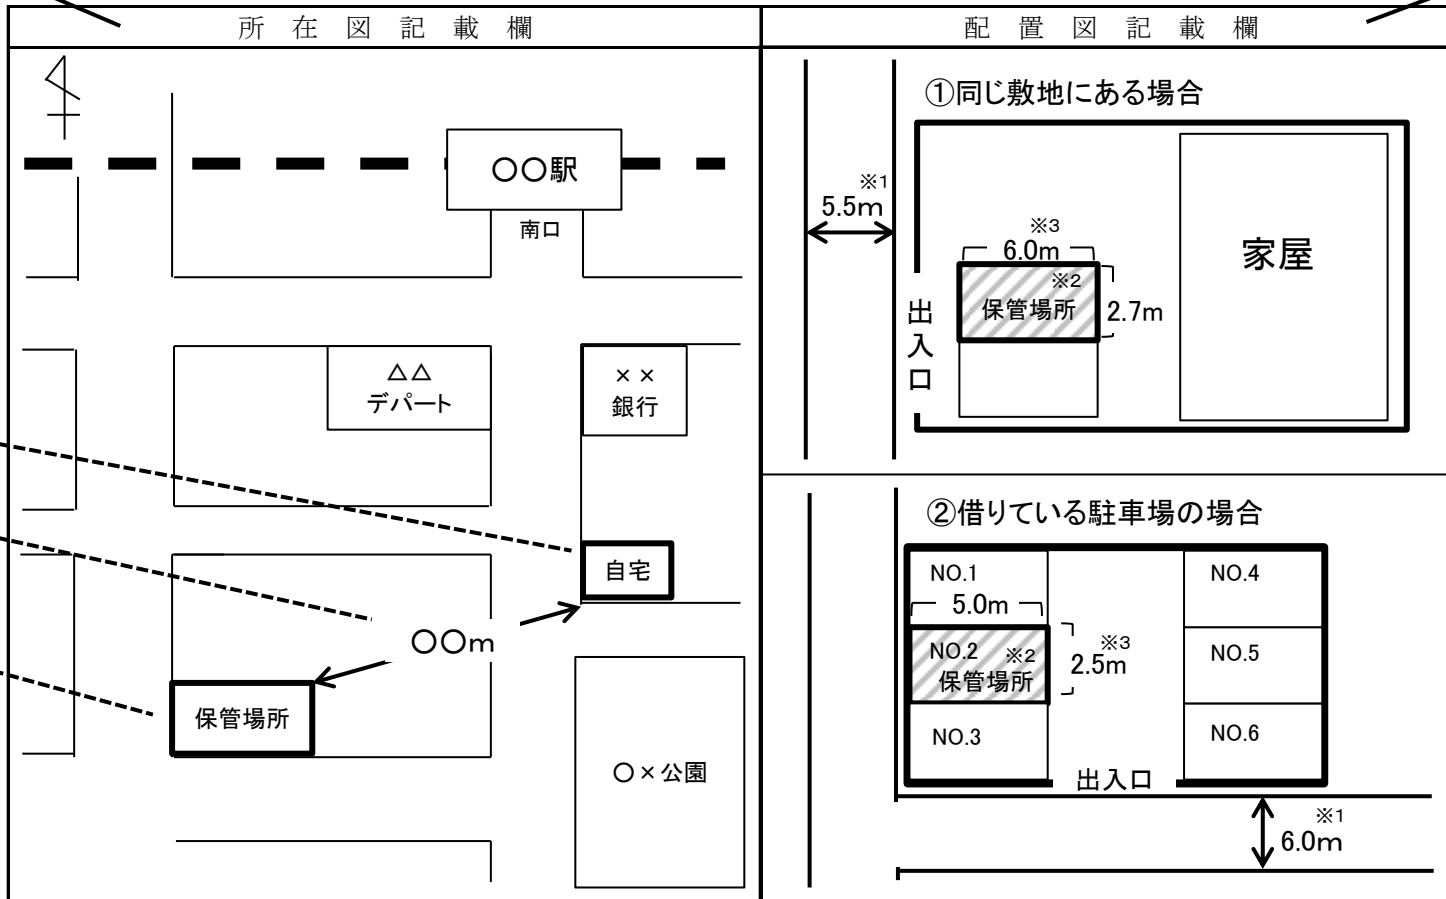 所在図記載欄
〇〇駅
南口
△△
デパート
××
銀行
自宅
〇〇m
保管場所
〇×公園
配置図記載欄
①同じ敷地にある場合
※1
5.5m
※3
6.0m
※2
保管場所
2.7m
出入口
家屋
②借りている駐車場の場合
NO.1
5.0m
NO.2 ※2
保管場所
※3
2.5m
NO.3
NO.4
NO.5
NO.6
出入口
※1
6.0m